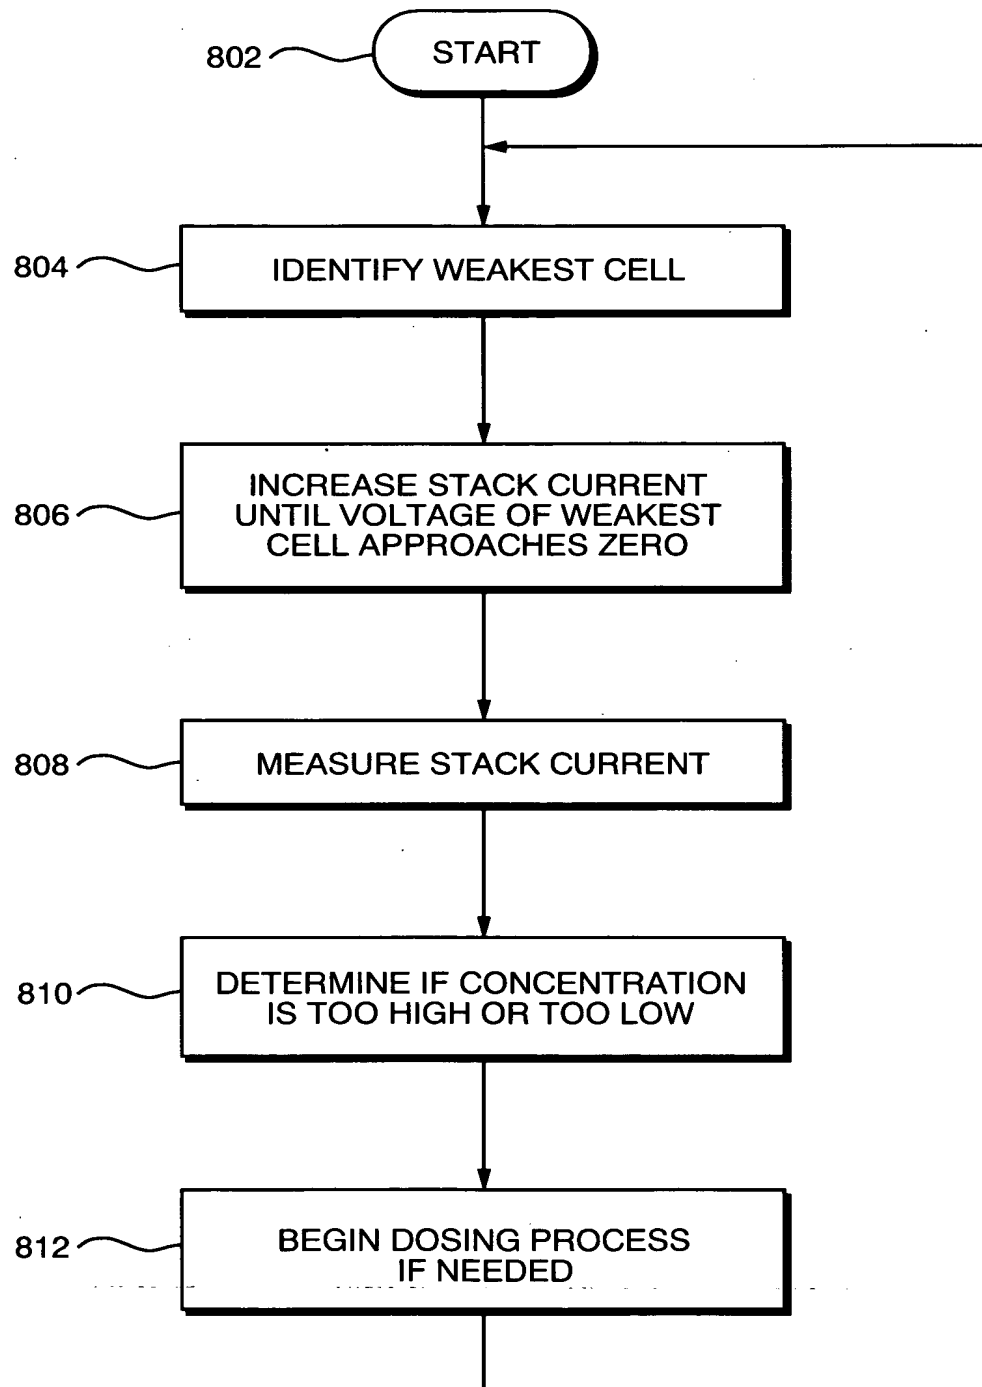 802
START
804
IDENTIFY WEAKEST CELL
806
INCREASE STACK CURRENT
UNTIL VOLTAGE OF WEAKEST
CELL APPROACHES ZERO
808
MEASURE STACK CURRENT
810
DETERMINE IF CONCENTRATION
IS TOO HIGH OR TOO LOW
812
BEGIN DOSING PROCESS
IF NEEDED